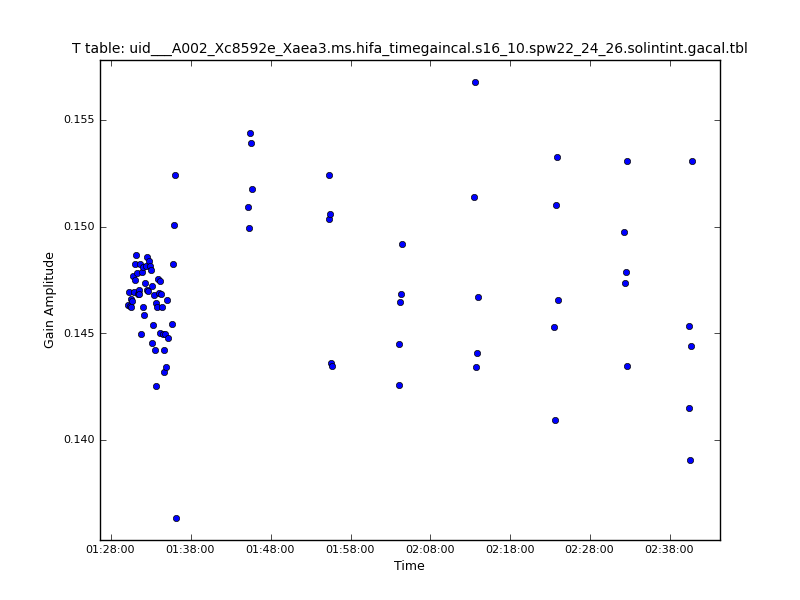 T table: uid___A002_Xc8592e_Xaea3.ms.hifa_timegaincal.s16_10.spw22_24_26.solintint.gacal.tbl
0.155
0.150
0.145
0.140
Gain Amplitude
01:28:00 01:38:00 01:48:00 01:58:00 02:08:00 02:18:00 02:28:00 02:38:00
Time